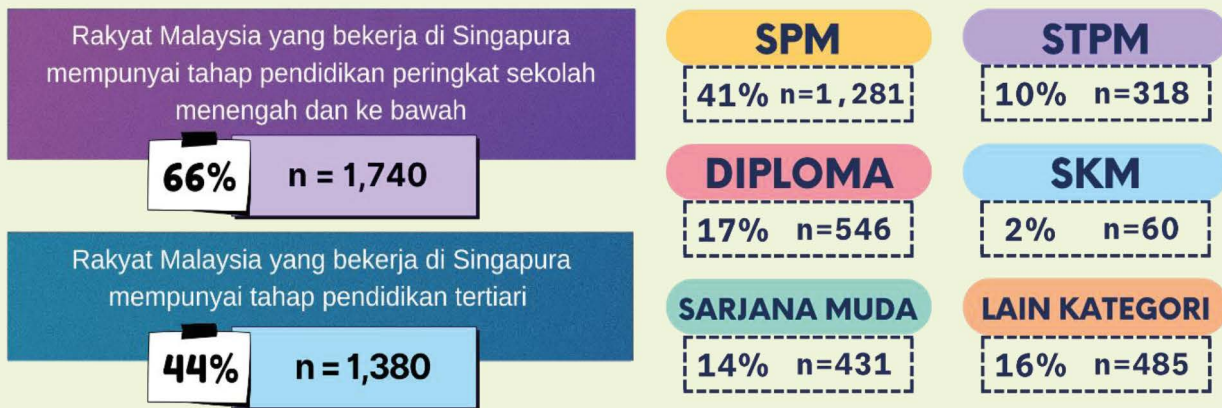 Rakyat Malaysia yang bekerja di Singapura
mempunyai tahap pendidikan peringkat sekolah
menengah dan ke bawah
66% n = 1,740
Rakyat Malaysia yang bekerja di Singapura
mempunyai tahap pendidikan tertiari
44% n = 1,380
SPM
41% n=1,281
STPM
10% n=318
DIPLOMA
17% n=546
SKM
2% n=60
SARJANA MUDA
14% n=431
LAIN KATEGORI
16% n=485